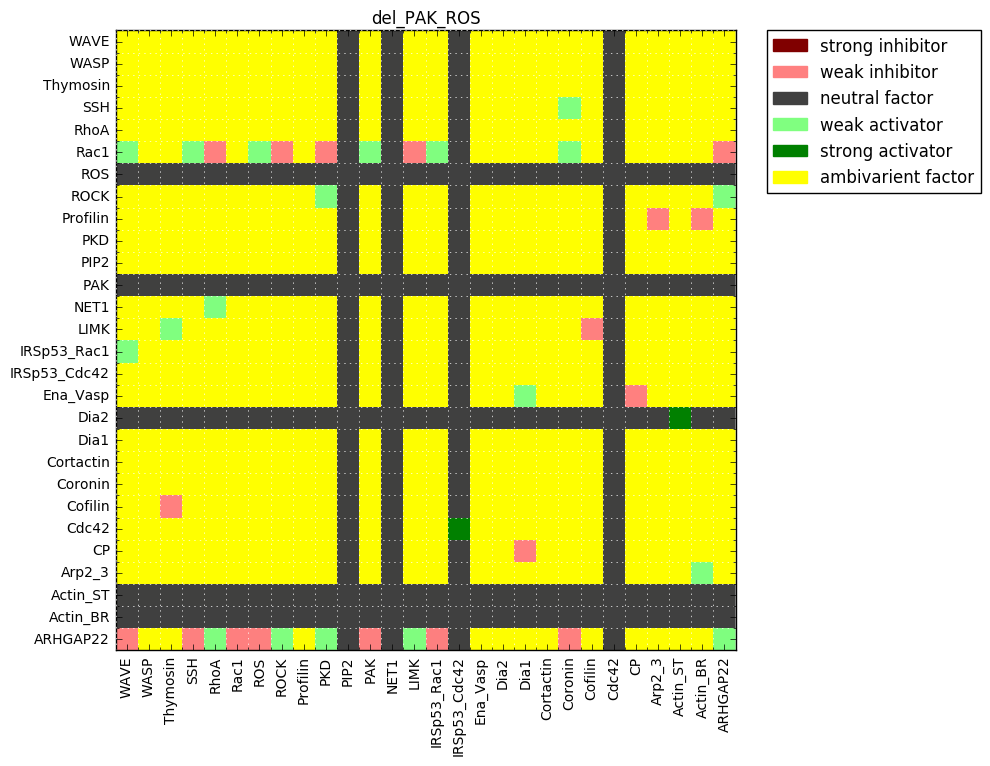 del_PAK_ROS
WAVE
WASP
Thymosin
SSH
RhoA
Rac1
ROS
ROCK
Profilin
PKD
PIP2
PAK
NET1
LIMK
IRSp53_Rac1
IRSp53_Cdc42
Ena_Vasp
Dia2
Dia1
Cortactin
Coronin
Cofilin
Cdc42
CP
Arp2_3
Actin_ST
Actin_BR
ARHGAP22
WAVE
WASP
Thymosin
SSH
RhoA
Rac1
ROS
ROCK
Profilin
PKD
PIP2
PAK
NET1
LIMK
IRSp53_Rac1
IRSp53_Cdc42
Ena_Vasp
Dia2
Dia1
Cortactin
Coronin
Cofilin
Cdc42
CP
Arp2_3
Actin_ST
Actin_BR
ARHGAP22
strong inhibitor
weak inhibitor
neutral factor
weak activator
strong activator
ambivarient factor